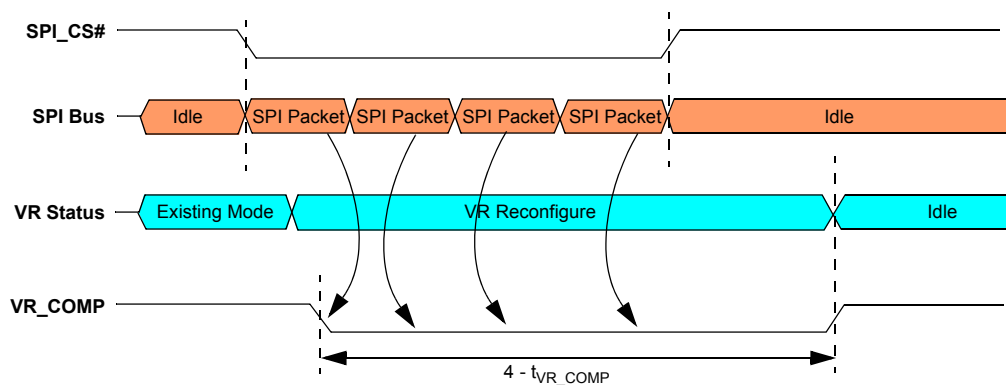 SPI_CS#
SPI Bus Idle SPI Packet SPI Packet SPI Packet SPI Packet Idle
VR Status Existing Mode VR Reconfigure Idle
VR_COMP
4 - tVR_COMP